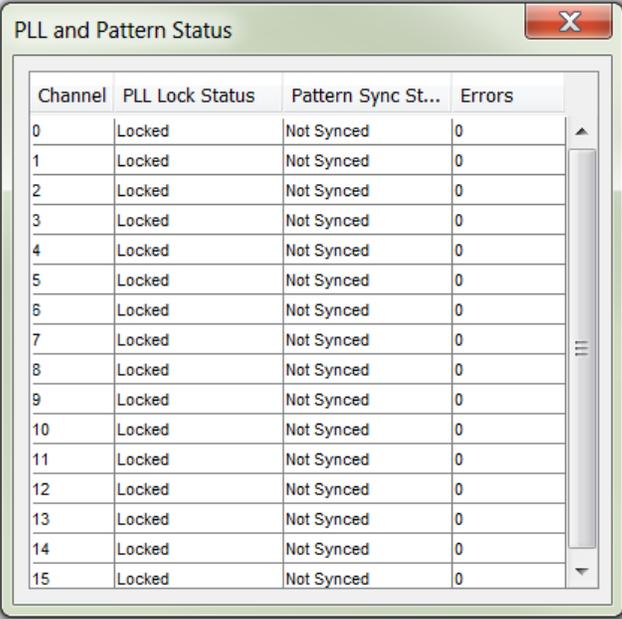 PLL and Pattern Status
Channel PLL Lock Status Pattern Sync St... Errors
0 Locked Not Synced 0
1 Locked Not Synced 0
2 Locked Not Synced 0
3 Locked Not Synced 0
4 Locked Not Synced 0
5 Locked Not Synced 0
6 Locked Not Synced 0
7 Locked Not Synced 0
8 Locked Not Synced 0
9 Locked Not Synced 0
10 Locked Not Synced 0
11 Locked Not Synced 0
12 Locked Not Synced 0
13 Locked Not Synced 0
14 Locked Not Synced 0
15 Locked Not Synced 0